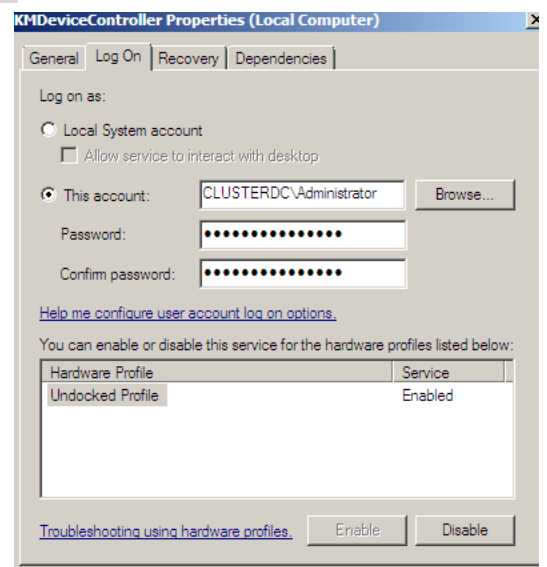 KMDeviceController Properties (Local Computer)
General Log On Recovery Dependencies
Log on as:
Local System account
Allow service to interact with desktop
This account: CLUSTERDC\Administrator Browse...
Password: •••••••••••••••
Confirm password: •••••••••••••••
Help me configure user account log on options.
You can enable or disable this service for the hardware profiles listed below:
Hardware Profile Service
Undocked Profile Enabled
Troubleshooting using hardware profiles. Enable Disable